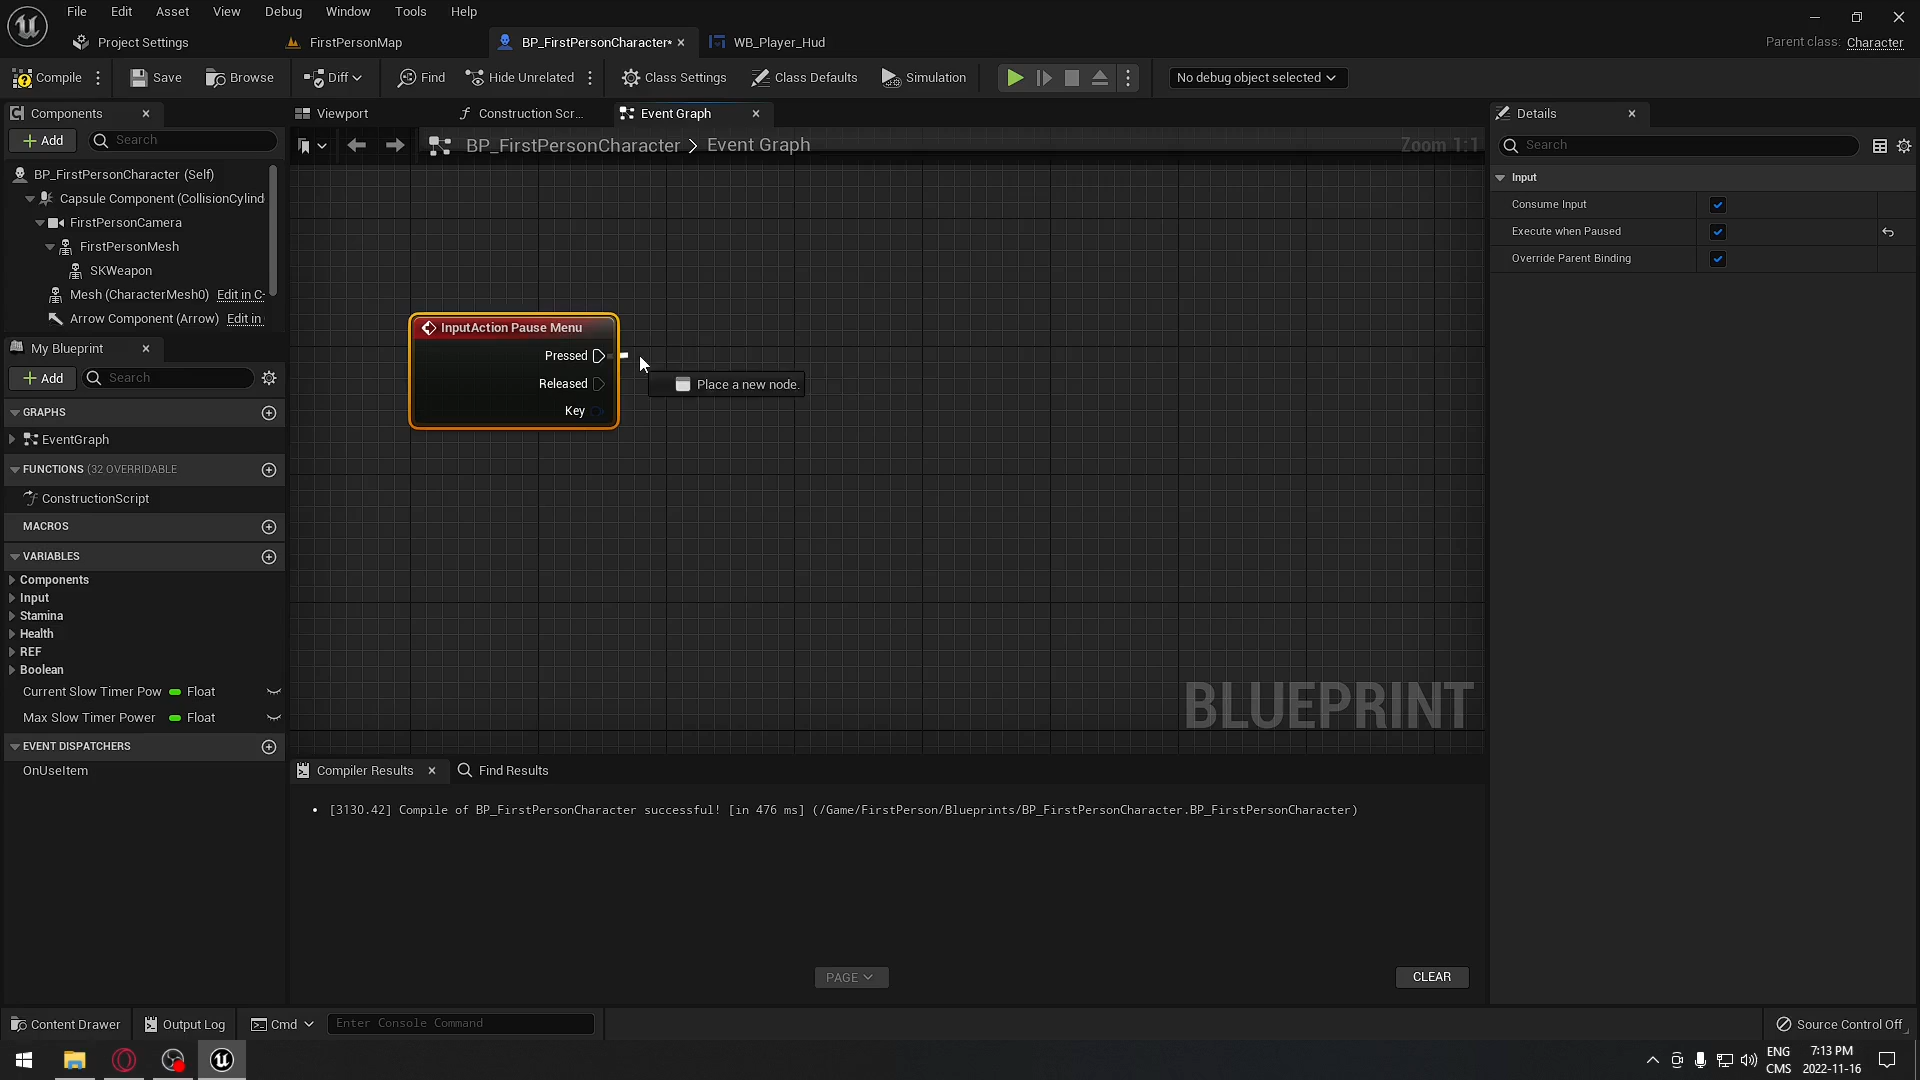 File Edit Asset View Debug Window Tools Help
Project Settings FirstPersonMap BP_FirstPersonCharacter* WB_Player_Hud Parent class: Character
Compile Save Browse Diff Find Hide Unrelated Class Settings Class Defaults Simulation No debug object selected
Components Viewport Construction Scr... Event Graph Details
Add Search BP_FirstPersonCharacter Event Graph Zoom 1:1 Search
BP_FirstPersonCharacter (Self)
Capsule Component (CollisionCylind
FirstPersonCamera
FirstPersonMesh
SKWeapon
Mesh (CharacterMesh0) Edit in C-
Arrow Component (Arrow) Edit in
Input
Consume Input
Execute when Paused
Override Parent Binding
InputAction Pause Menu
Pressed
Released
Key
Place a new node.
My Blueprint
Add Search
GRAPHS
EventGraph
FUNCTIONS (32 OVERRIDABLE
ConstructionScript
MACROS
VARIABLES
Components
Input
Stamina
Health
REF
Boolean
Current Slow Timer Pow Float
Max Slow Timer Power Float
EVENT DISPATCHERS
OnUseItem
BLUEPRINT
Compiler Results Find Results
• [3130.42] Compile of BP_FirstPersonCharacter successful! [in 476 ms] (/Game/FirstPerson/Blueprints/BP_FirstPersonCharacter.BP_FirstPersonCharacter)
PAGE CLEAR
Content Drawer Output Log Cmd Enter Console Command Source Control Off
ENG 7:13 PM
CMS 2022-11-16